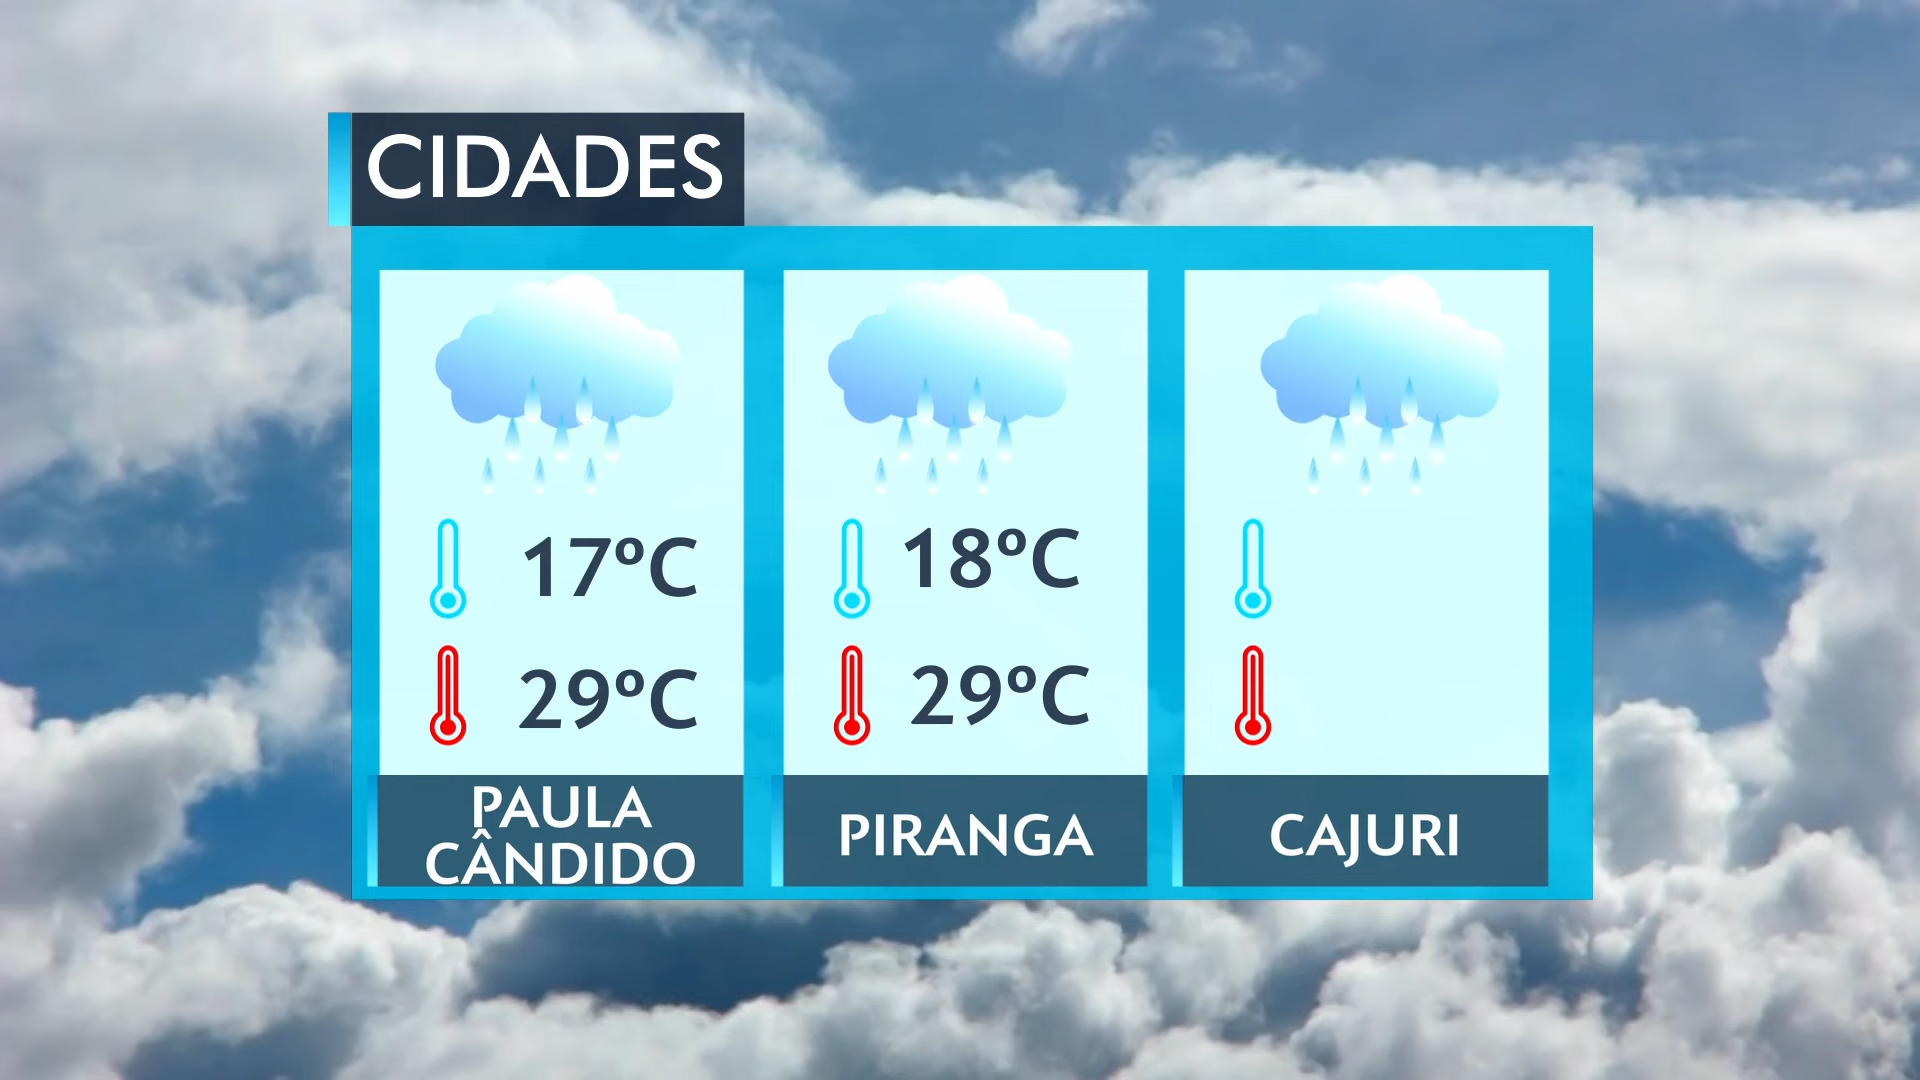 CIDADES
17ºC
29ºC
PAULA
CÂNDIDO
18ºC
29ºC
PIRANGA
CAJURI